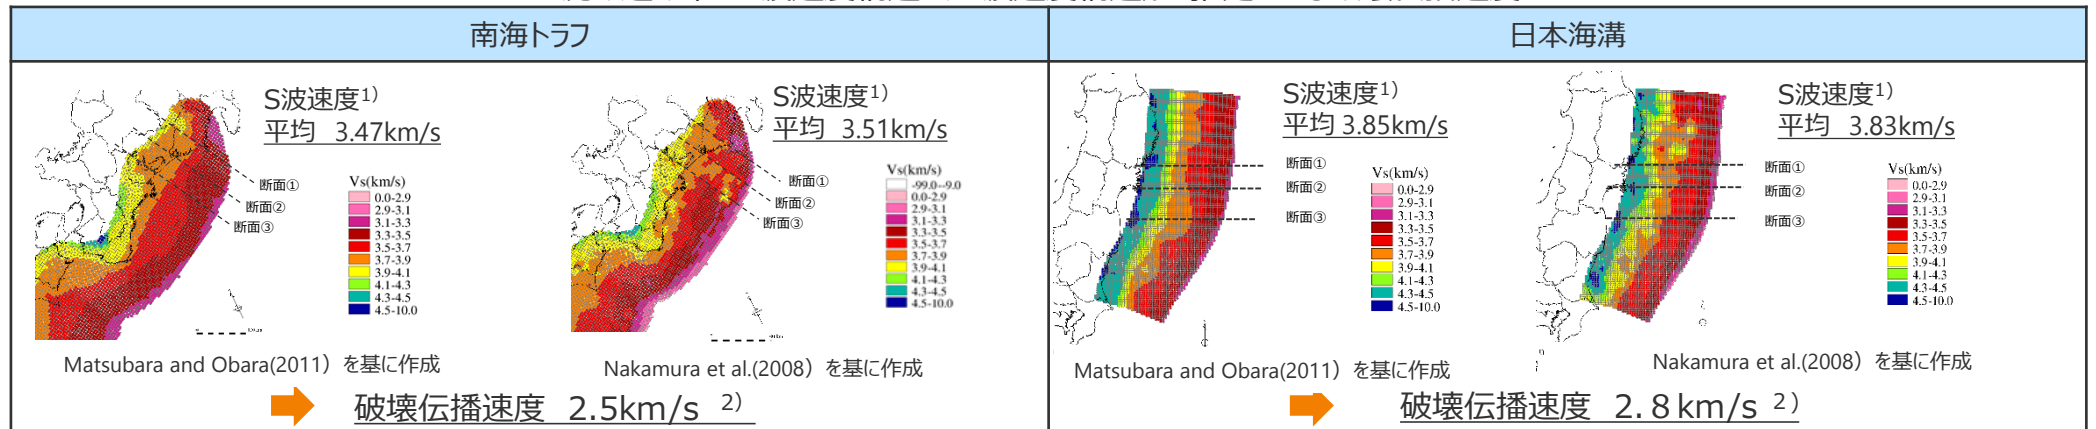 南海トラフ
日本海溝
S波速度1)
平均 3.47km/s
断面①
断面②
断面③
Vs(km/s)
0.0-2.9
2.9-3.1
3.1-3.3
3.3-3.5
3.5-3.7
3.7-3.9
3.9-4.1
4.1-4.3
4.3-4.5
4.5-10.0
Matsubara and Obara(2011）を基に作成
S波速度1)
平均 3.51km/s
断面①
断面②
断面③
Vs(km/s)
-99.0--9.0
0.0-2.9
2.9-3.1
3.1-3.3
3.3-3.5
3.5-3.7
3.7-3.9
3.9-4.1
4.1-4.3
4.3-4.5
4.5-10.0
Nakamura et al.(2008）を基に作成
破壊伝播速度 2.5km/s 2)
S波速度1)
平均 3.85km/s
断面①
断面②
断面③
Vs(km/s)
0.0-2.9
2.9-3.1
3.1-3.3
3.3-3.5
3.5-3.7
3.7-3.9
3.9-4.1
4.1-4.3
4.3-4.5
4.5-10.0
Matsubara and Obara(2011）を基に作成
S波速度1)
平均 3.83km/s
断面①
断面②
断面③
Vs(km/s)
0.0-2.9
2.9-3.1
3.1-3.3
3.3-3.5
3.5-3.7
3.7-3.9
3.9-4.1
4.1-4.3
4.3-4.5
4.5-10.0
Nakamura et al.(2008）を基に作成
破壊伝播速度 2.８km/s 2)